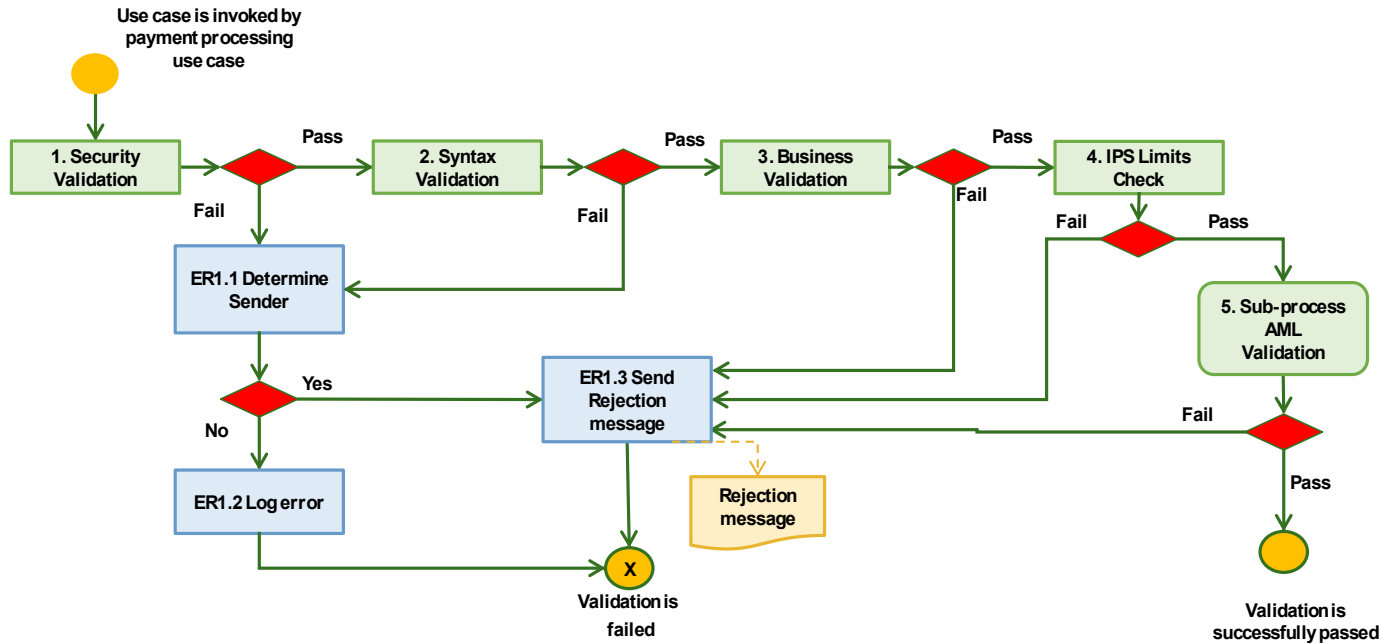 Use case is invoked by
payment processing
use case
1. Security
Validation
Pass
2. Syntax
Validation
Pass
3. Business
Validation
Pass
4. IPS Limits
Check
Fail
Fail
Fail
Fail
Pass
ER1.1 Determine
Sender
5. Sub-process
AML
Validation
Yes
ER1.3 Send
Rejection
message
Fail
No
Pass
ER1.2 Log error
Rejection
message
X
Validation is
failed
Validation is
successfully passed